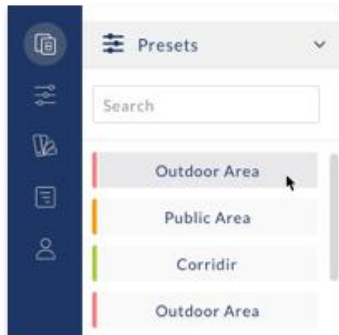 Presets
Search
Outdoor Area
Public Area
Corridir
Outdoor Area